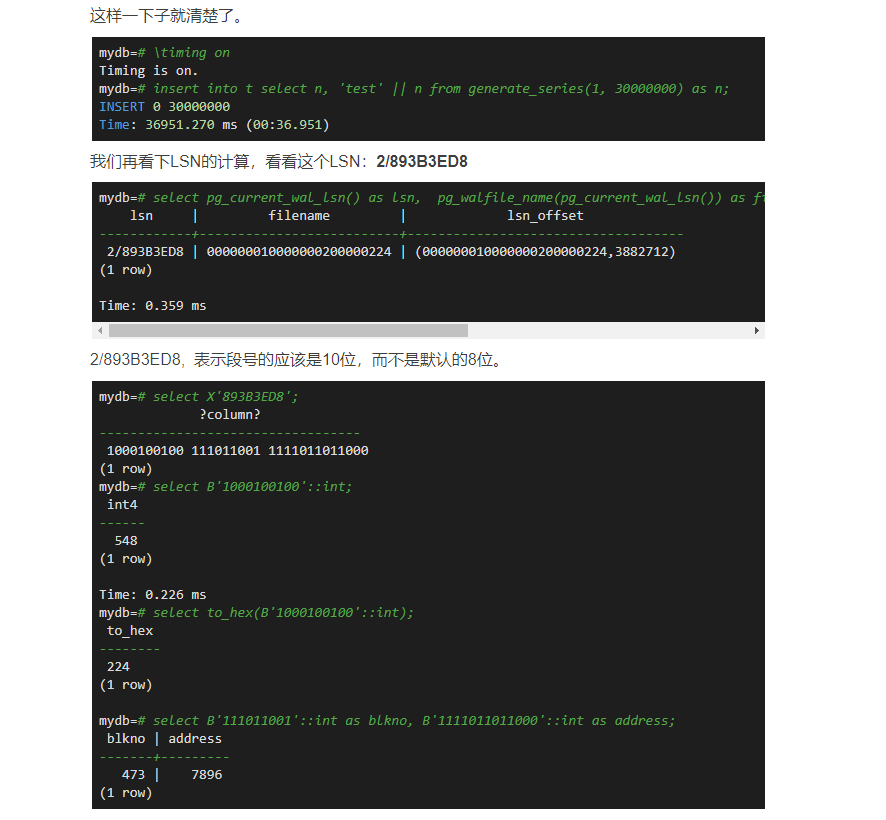 这样一下子就清楚了。
mydb=# \timing on
Timing is on.
mydb=# insert into t select n, 'test' || n from generate_series(1, 30000000) as n;
INSERT 0 30000000
Time: 36951.270 ms (00:36.951)
我们再看下LSN的计算，看看这个LSN：2/893B3ED8
mydb=# select pg_current_wal_lsn() as lsn,  pg_walfile_name(pg_current_wal_lsn()) as fi
    lsn     |         filename         |             lsn_offset
------------+--------------------------+------------------------------------
 2/893B3ED8 | 000000010000000200000224 | (000000010000000200000224,3882712)
(1 row)
Time: 0.359 ms
2/893B3ED8, 表示段号的应该是10位，而不是默认的8位。
mydb=# select X'893B3ED8';
             ?column?
----------------------------------
 1000100100 111011001 1111011011000
(1 row)
mydb=# select B'1000100100'::int;
 int4
------
  548
(1 row)
Time: 0.226 ms
mydb=# select to_hex(B'1000100100'::int);
 to_hex
--------
 224
(1 row)
mydb=# select B'111011001'::int as blkno, B'1111011011000'::int as address;
 blkno | address
-------+---------
   473 |    7896
(1 row)